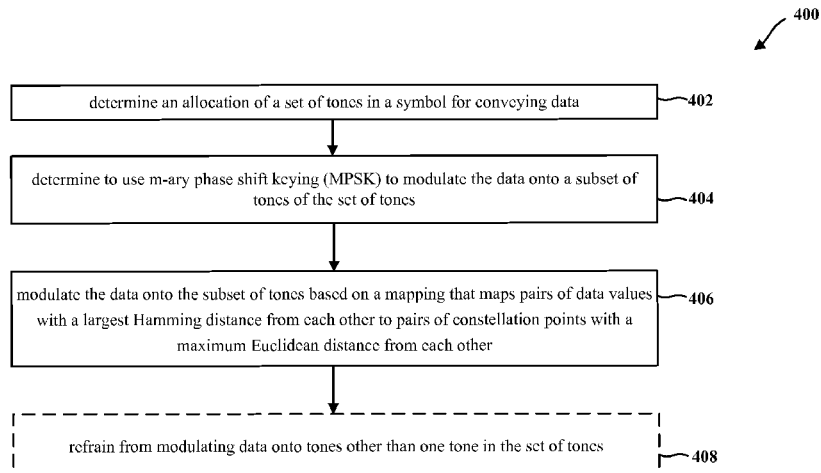 400
determine an allocation of a set of tones in a symbol for conveying data
402
determine to use m-ary phase shift keying (MPSK) to modulate the data onto a subset of
tones of the set of tones
404
modulate the data onto the subset of tones based on a mapping that maps pairs of data values
with a largest Hamming distance from each other to pairs of constellation points with a
maximum Euclidean distance from each other
406
refrain from modulating data onto tones other than one tone in the set of tones
408